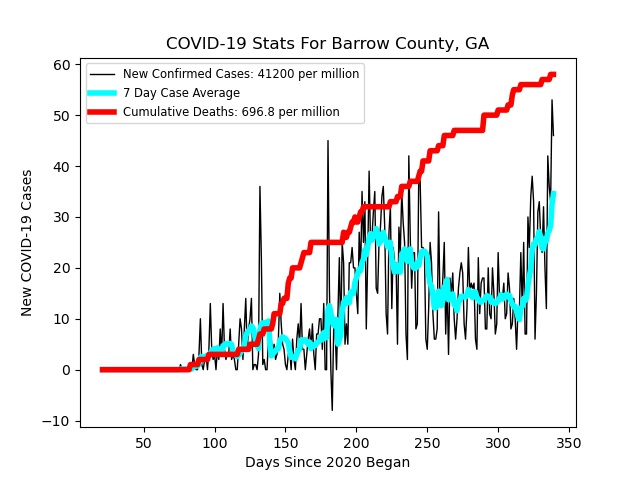 COVID-19 Stats For Barrow County, GA
New Confirmed Cases: 41200 per million
7 Day Case Average
Cumulative Deaths: 696.8 per million
New COVID-19 Cases
60
50
40
30
20
10
0
−10
50 100 150 200 250 300 350
Days Since 2020 Began